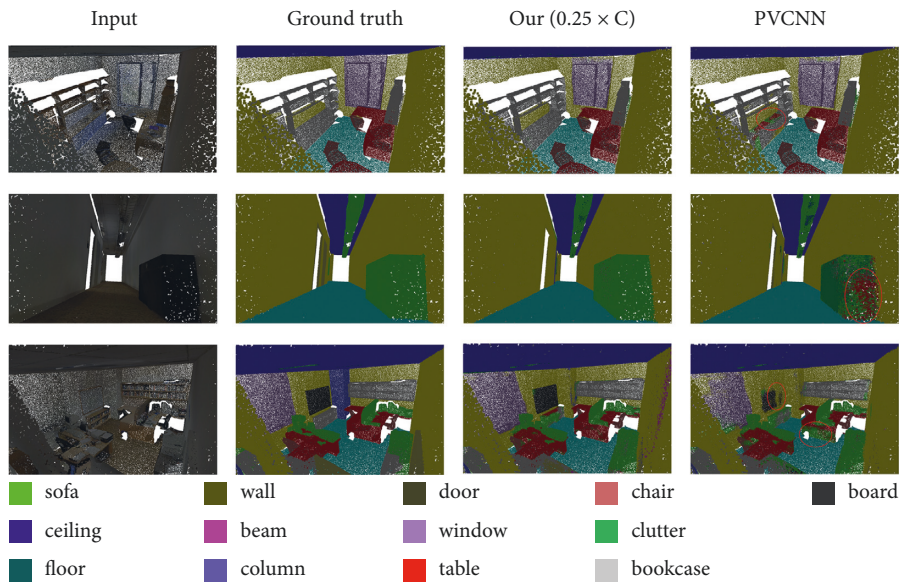 Input Ground truth Our (0.25 × C) PVCNN
sofa wall door chair board
ceiling beam window clutter
floor column table bookcase